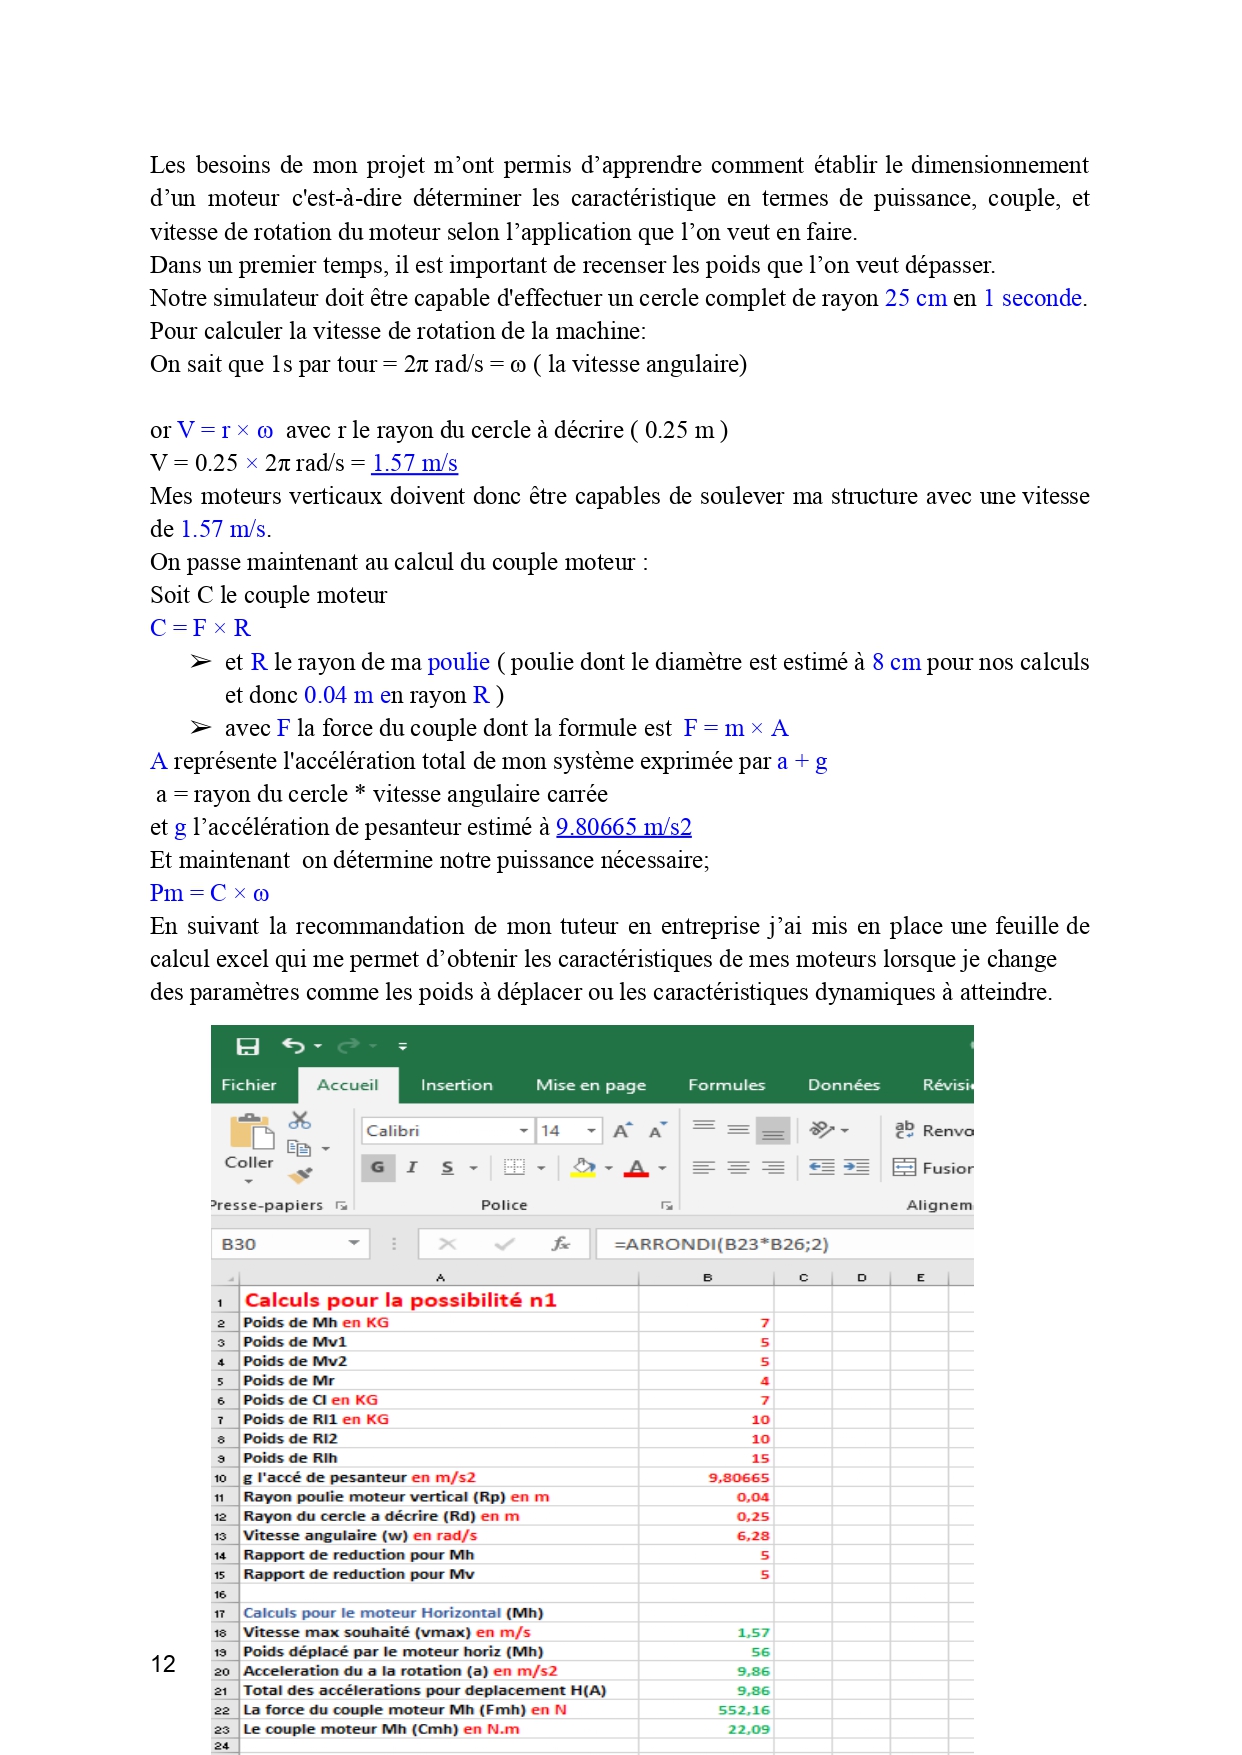 Les besoins de mon projet m’ont permis d’apprendre comment établir le dimensionnement
d’un moteur c'est-à-dire déterminer les caractéristique en termes de puissance, couple, et
vitesse de rotation du moteur selon l’application que l’on veut en faire.
Dans un premier temps, il est important de recenser les poids que l’on veut dépasser.
Notre simulateur doit être capable d'effectuer un cercle complet de rayon 25 cm en 1 seconde.
Pour calculer la vitesse de rotation de la machine:
On sait que 1s par tour = 2π rad/s = ω ( la vitesse angulaire)
or V = r × ω avec r le rayon du cercle à décrire ( 0.25 m )
V = 0.25 × 2π rad/s = 1.57 m/s
Mes moteurs verticaux doivent donc être capables de soulever ma structure avec une vitesse
de 1.57 m/s.
On passe maintenant au calcul du couple moteur :
Soit C le couple moteur
C = F × R
➢ et R le rayon de ma poulie ( poulie dont le diamètre est estimé à 8 cm pour nos calculs
et donc 0.04 m en rayon R )
➢ avec F la force du couple dont la formule est F = m × A
A représente l'accélération total de mon système exprimée par a + g
a = rayon du cercle * vitesse angulaire carrée
et g l’accélération de pesanteur estimé à 9.80665 m/s2
Et maintenant on détermine notre puissance nécessaire;
Pm = C × ω
En suivant la recommandation de mon tuteur en entreprise j’ai mis en place une feuille de
calcul excel qui me permet d’obtenir les caractéristiques de mes moteurs lorsque je change
des paramètres comme les poids à déplacer ou les caractéristiques dynamiques à atteindre.
Fichier Accueil Insertion Mise en page Formules Données Révisi
Calibri 14 A A ab c Renvo
Coller G I S A Fusior
Presse-papiers Police Alignem
B30 fx =ARRONDI(B23*B26;2)
A B C D E
1 Calculs pour la possibilité n1
2 Poids de Mh en KG 7
3 Poids de Mv1 5
4 Poids de Mv2 5
5 Poids de Mr 4
6 Poids de CI en KG 7
7 Poids de RI1 en KG 10
8 Poids de RI2 10
9 Poids de RIh 15
10 g l'accé de pesanteur en m/s2 9,80665
11 Rayon poulie moteur vertical (Rp) en m 0,04
12 Rayon du cercle a décrire (Rd) en m 0,25
13 Vitesse angulaire (w) en rad/s 6,28
14 Rapport de reduction pour Mh 5
15 Rapport de reduction pour Mv 5
16
17 Calculs pour le moteur Horizontal (Mh)
18 Vitesse max souhaité (vmax) en m/s 1,57
19 Poids déplacé par le moteur horiz (Mh) 56
20 Acceleration du a la rotation (a) en m/s2 9,86
21 Total des accélerations pour deplacement H(A) 9,86
22 La force du couple moteur Mh (Fmh) en N 552,16
23 Le couple moteur Mh (Cmh) en N.m 22,09
24
12